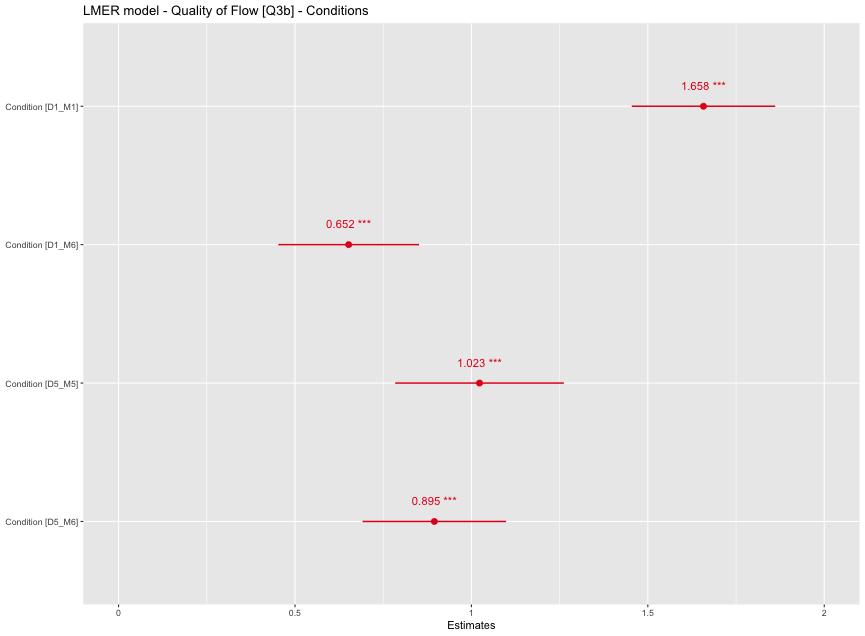 LMER model - Quality of Flow [Q3b] - Conditions
1.658 ***
Condition [D1_M1]
0.652 ***
Condition [D1_M6]
1.023 ***
Condition [D5_M5]
0.895 ***
Condition [D5_M6]
0 0.5 1 1.5 2
Estimates